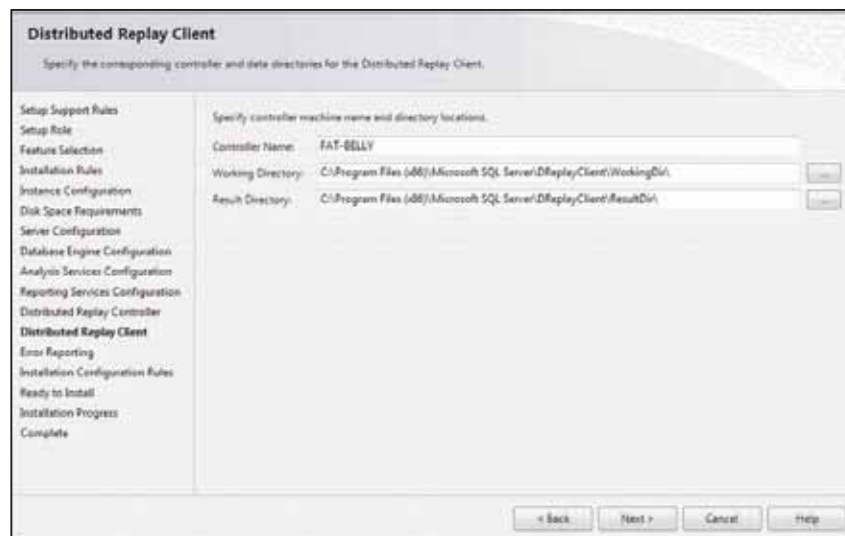 Distributed Replay Client
Specify the corresponding controller and data directories for the Distributed Replay Client.
Setup Support Rules
Setup Role
Feature Selection
Installation Rules
Instance Configuration
Disk Space Requirements
Server Configuration
Database Engine Configuration
Analysis Services Configuration
Reporting Services Configuration
Distributed Replay Controller
Distributed Replay Client
Error Reporting
Installation Configuration Rules
Ready to Install
Installation Progress
Complete
Specify controller machine name and directory locations.
Controller Name: FAT-BELLY
Working Directory: C:\Program Files (x86)\Microsoft SQL Server\DReplayClient\WorkingDir\
...
Result Directory: C:\Program Files (x86)\Microsoft SQL Server\DReplayClient\ResultDir\
...
< Back Next > Cancel Help